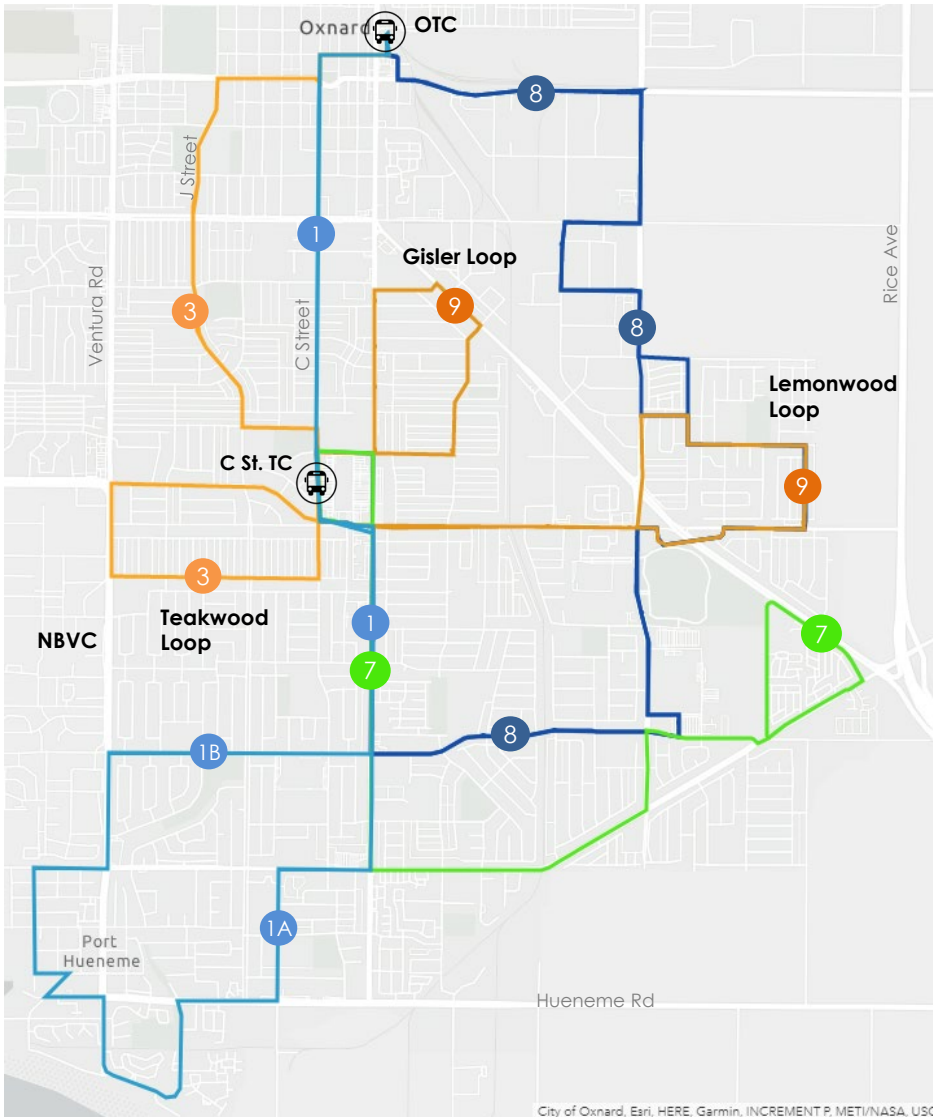 Oxnard
OTC
8
J Street
1
Rice Ave
Gisler Loop
Ventura Rd
9
3
C Street
8
Lemonwood
Loop
C St. TC
9
3
Teakwood
Loop
1
7
NBVC
7
8
1B
1A
Port
Hueneme
Hueneme Rd
City of Oxnard, Esri, HERE, Garmin, INCREMENT P, METI/NASA, USG